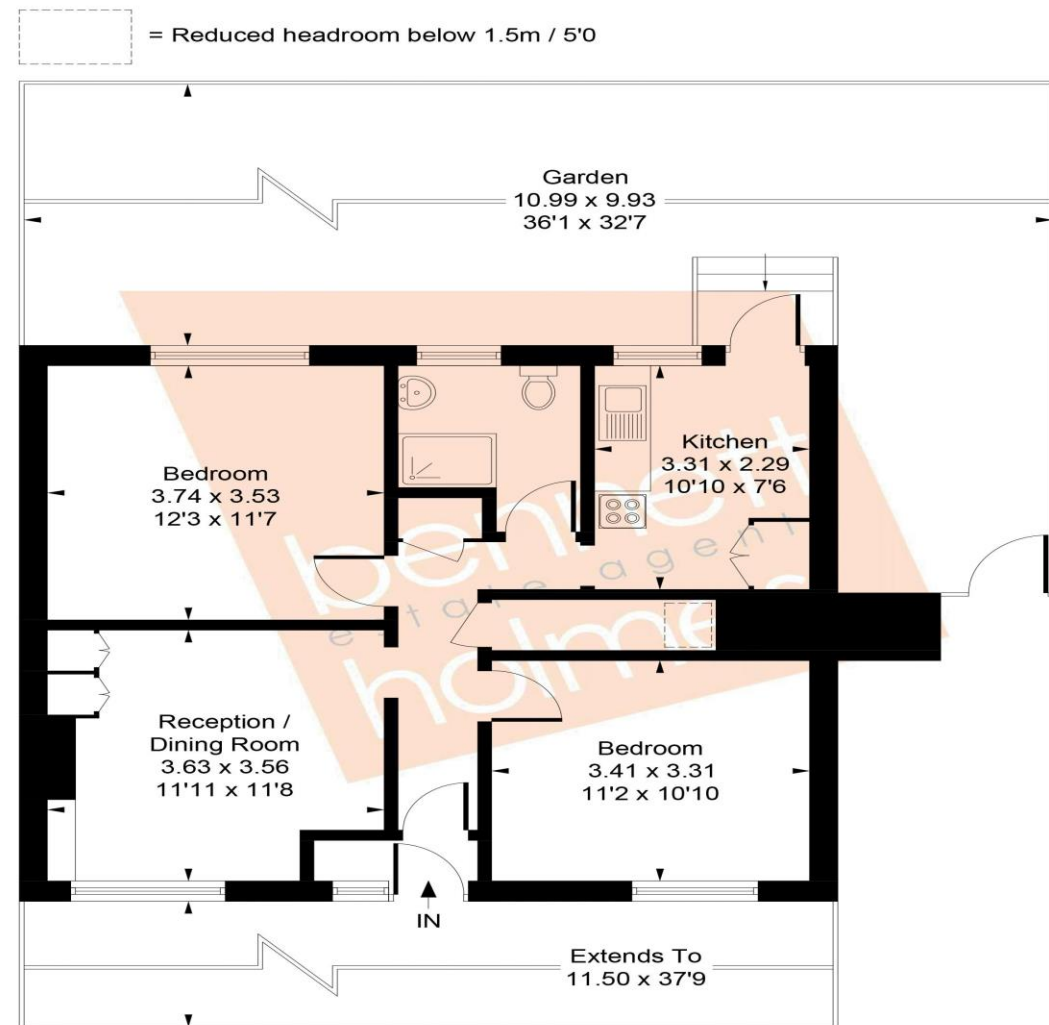 = Reduced headroom below 1.5m / 5'0
Garden
10.99 x 9.93
36'1 x 32'7
Kitchen
3.31 x 2.29
10'10 x 7'6
Bedroom
3.74 x 3.53
12'3 x 11'7
bennett
estate agent
holmes
Reception /
Dining Room
3.63 x 3.56
11'11 x 11'8
Bedroom
3.41 x 3.31
11'2 x 10'10
IN
Extends To
11.50 x 37'9